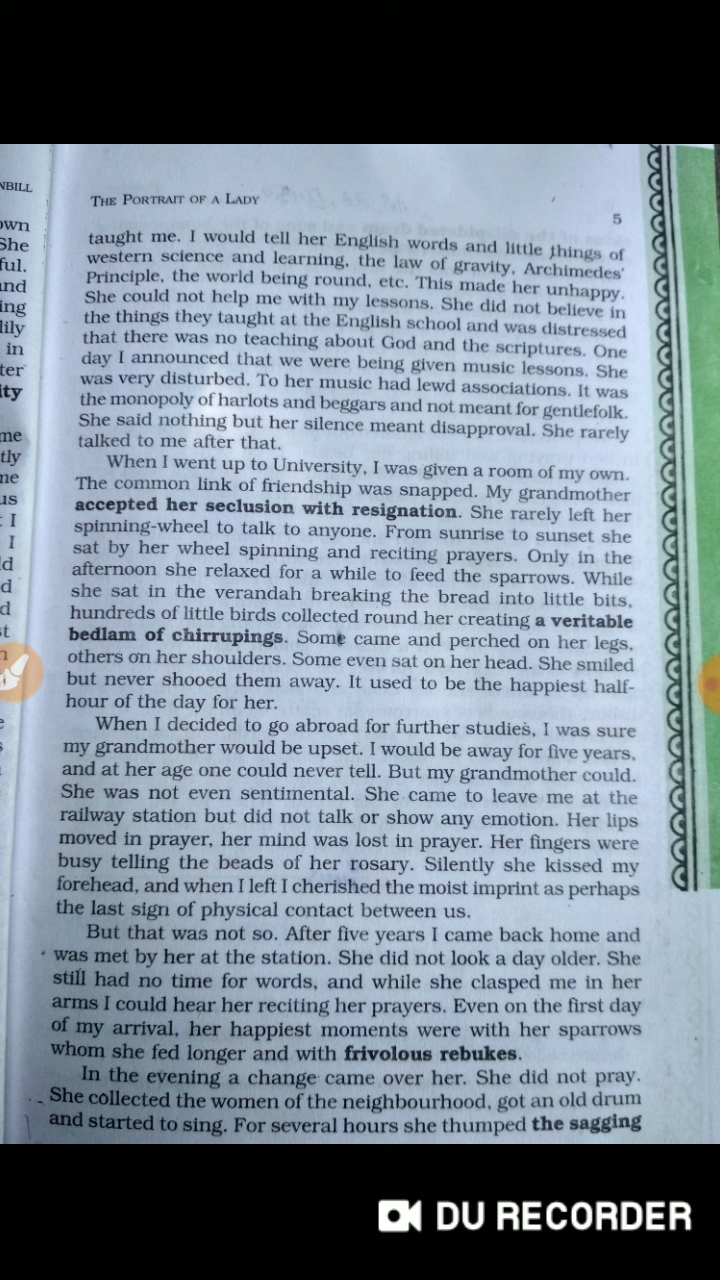 NBILL
own
She
ful.
and
ing
lily
in
ter
ity
me
tly
me
us
I
I
ld
d
d
st
THE PORTRAIT OF A LADY
5
taught me. I would tell her English words and little things of
western science and learning, the law of gravity, Archimedes'
Principle, the world being round, etc. This made her unhappy.
She could not help me with my lessons. She did not believe in
the things they taught at the English school and was distressed
that there was no teaching about God and the scriptures. One
day I announced that we were being given music lessons. She
was very disturbed. To her music had lewd associations. It was
the monopoly of harlots and beggars and not meant for gentlefolk.
She said nothing but her silence meant disapproval. She rarely
talked to me after that.
When I went up to University, I was given a room of my own.
The common link of friendship was snapped. My grandmother
accepted her seclusion with resignation. She rarely left her
spinning-wheel to talk to anyone. From sunrise to sunset she
sat by her wheel spinning and reciting prayers. Only in the
afternoon she relaxed for a while to feed the sparrows. While
she sat in the verandah breaking the bread into little bits,
hundreds of little birds collected round her creating a veritable
bedlam of chirrupings. Some came and perched on her legs,
others on her shoulders. Some even sat on her head. She smiled
but never shooed them away. It used to be the happiest half-
hour of the day for her.
When I decided to go abroad for further studies, I was sure
my grandmother would be upset. I would be away for five years,
and at her age one could never tell. But my grandmother could.
She was not even sentimental. She came to leave me at the
railway station but did not talk or show any emotion. Her lips
moved in prayer, her mind was lost in prayer. Her fingers were
busy telling the beads of her rosary. Silently she kissed my
forehead, and when I left I cherished the moist imprint as perhaps
the last sign of physical contact between us.
But that was not so. After five years I came back home and
was met by her at the station. She did not look a day older. She
still had no time for words, and while she clasped me in her
arms I could hear her reciting her prayers. Even on the first day
of my arrival, her happiest moments were with her sparrows
whom she fed longer and with frivolous rebukes.
In the evening a change came over her. She did not pray.
She collected the women of the neighbourhood, got an old drum
and started to sing. For several hours she thumped the sagging
DU RECORDER